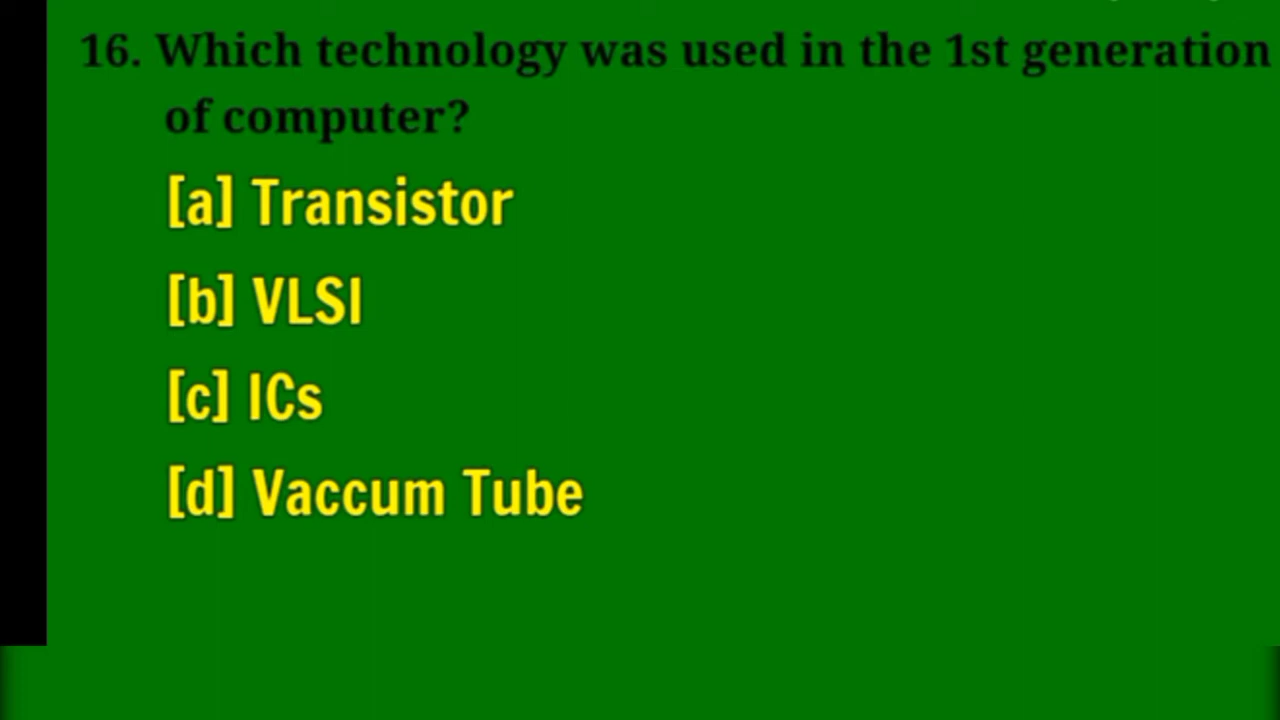 16. Which technology was used in the 1st generation
of computer?
[a] Transistor
[b] VLSI
[c] ICs
[d] Vaccum Tube